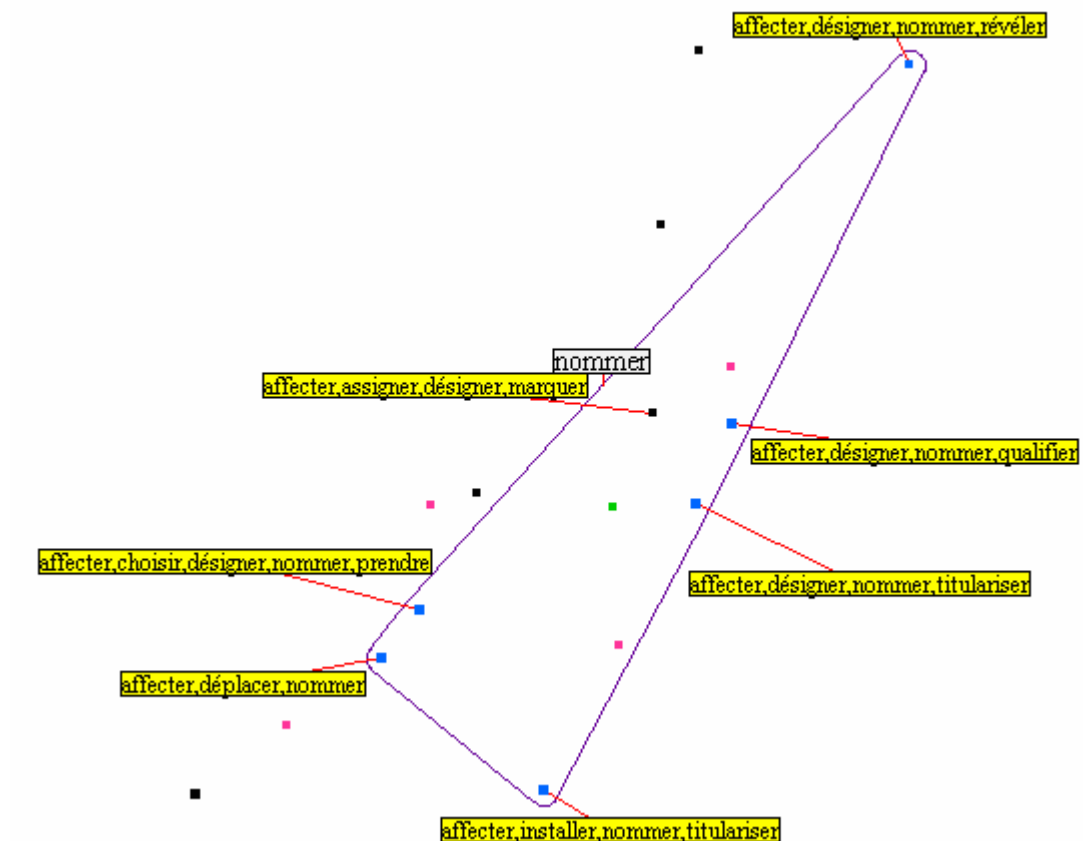 affecter,désigner,nommer,révéler
nommer
affecter,assigner,désigner,marquer
affecter,désigner,nommer,qualifier
affecter,choisir,désigner,nommer,prendre
affecter,désigner,nommer,titulariser
affecter,déplacer,nommer
affecter,installer,nommer,titulariser